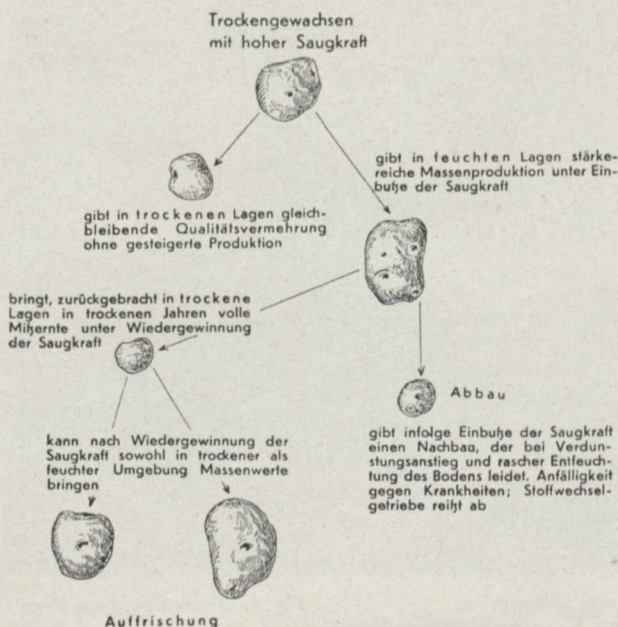 Trockengewachsen
mit hoher Saugkraft
gibt in feuchten Lagen stärke-
reiche Massenproduktion unter Ein-
buße der Saugkraft
gibt in trockenen Lagen gleich-
bleibende Qualitätsvermehrung
ohne gesteigerte Produktion
bringt, zurückgebracht in trockene
Lagen in trockenen Jahren volle
Mißernte unter Wiedergewinnung
der Saugkraft
Abbau
gibt infolge Einbuße der Saugkraft
einen Nachbau, der bei Verdun-
stungsanstieg und rascher Entfeuch-
tung des Bodens leidet. Anfälligkeit
gegen Krankheiten; Stoffwechsel-
getriebe reißt ab
kann nach Wiedergewinnung der
Saugkraft sowohl in trockener als
feuchter Umgebung Massenwerte
bringen
Auffrischung